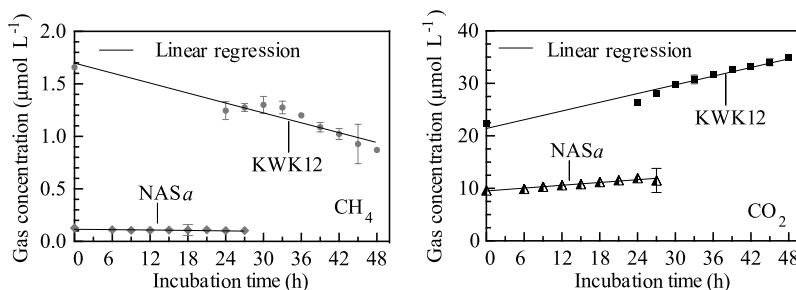 Gas concentration (μmol L⁻¹)
2.0
1.5
1.0
0.5
0.0
Linear regression
KWK12
NASa
CH₄
0 6 12 18 24 30 36 42 48
Incubation time (h)
Gas concentration (μmol L⁻¹)
40
30
20
10
0
Linear regression
KWK12
NASa
CO₂
0 6 12 18 24 30 36 42 48
Incubation time (h)